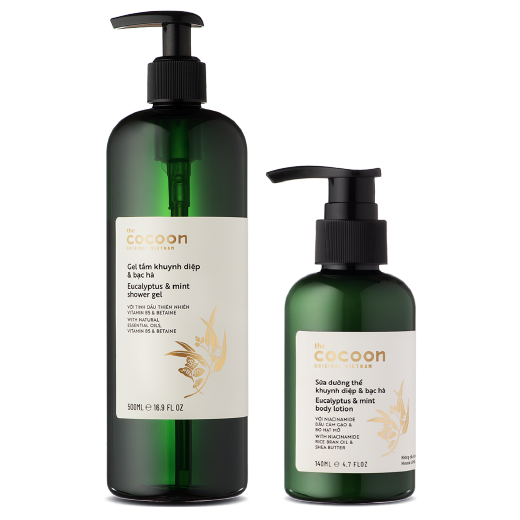 the
cocoon
ORIGINAL VIETNAM
Gel tắm khuynh diệp
& bạc hà
Eucalyptus & mint
shower gel
VỚI TINH DẦU THIÊN NHIÊN
VITAMIN B5 & BETAINE
WITH NATURAL
ESSENTIAL OILS,
VITAMIN B5 & BETAINE
500ML ℮ 16.9 FL OZ
the
cocoon
ORIGINAL VIETNAM
Sữa dưỡng thể
khuynh diệp & bạc hà
Eucalyptus & mint
body lotion
VỚI NIACINAMIDE
DẦU CÁM GẠO &
BƠ HẠT MỠ
WITH NIACINAMIDE
RICE BRAN OIL &
SHEA BUTTER
140ML ℮ 4.7 FLOZ